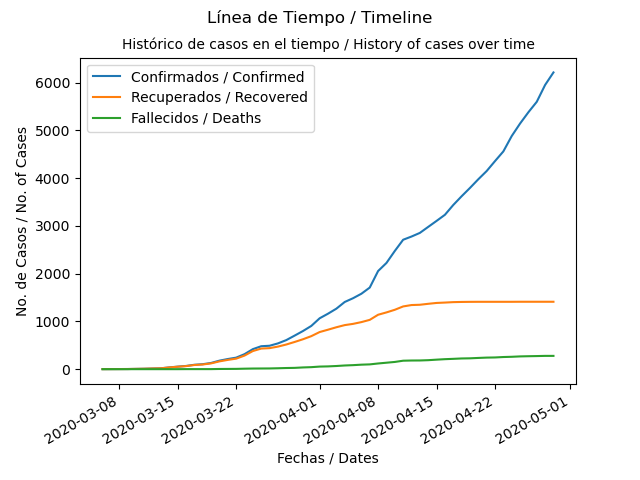 Línea de Tiempo / Timeline
Histórico de casos en el tiempo / History of cases over time
Confirmados / Confirmed
Recuperados / Recovered
Fallecidos / Deaths
No. de Casos / No. of Cases
6000
5000
4000
3000
2000
1000
0
2020-03-08
2020-03-15
2020-03-22
2020-04-01
2020-04-08
2020-04-15
2020-04-22
2020-05-01
Fechas / Dates